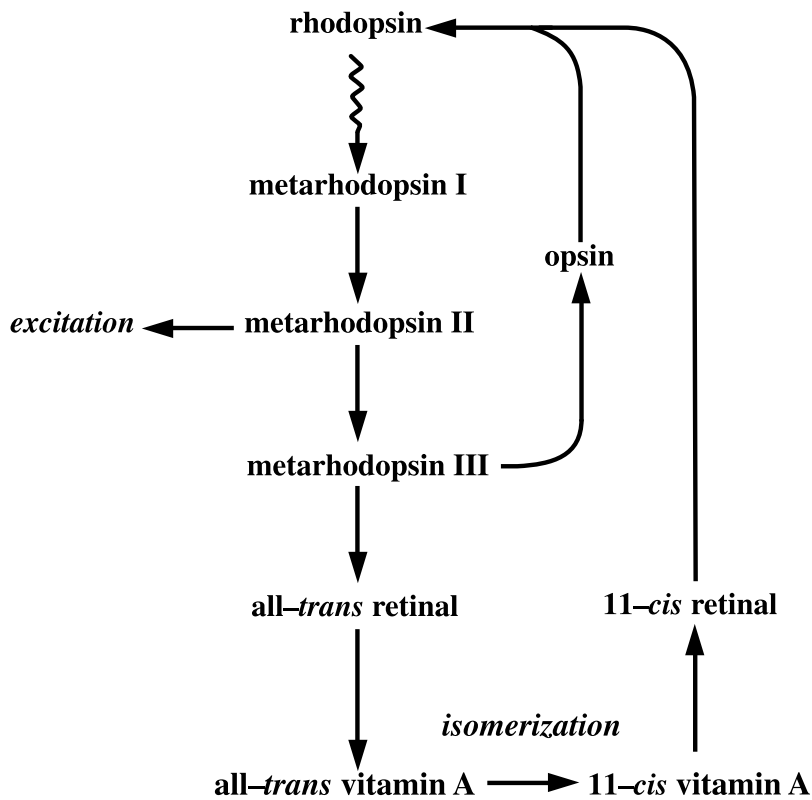 rhodopsin
metarhodopsin I
opsin
excitation
metarhodopsin II
metarhodopsin III
all–trans retinal
11–cis retinal
isomerization
all–trans vitamin A
11–cis vitamin A